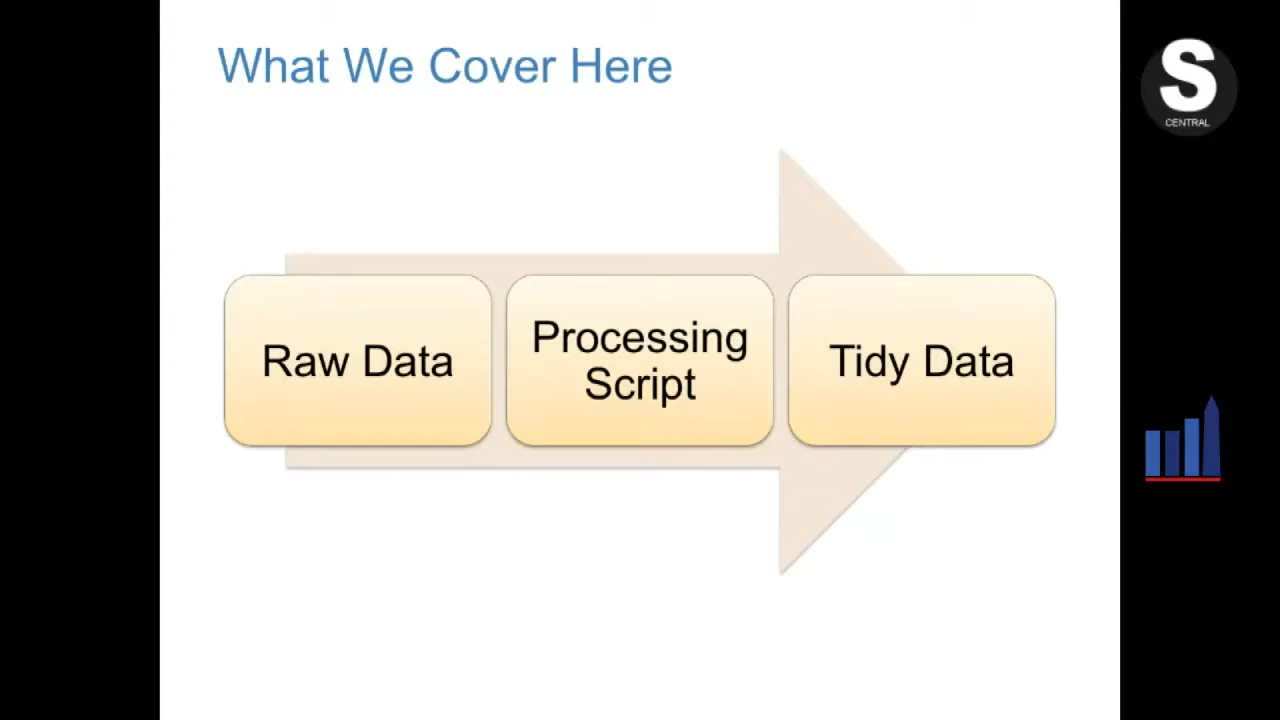 What We Cover Here
S
CENTRAL
Raw Data
Processing
Script
Tidy Data